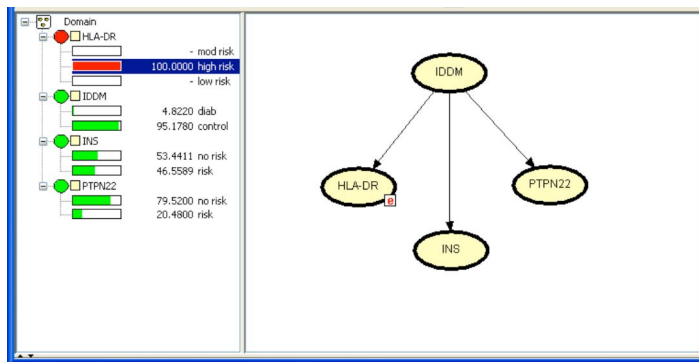 Domain
HLA-DR
- mod risk
100.0000 high risk
- low risk
IDDM
4.8220 diab
95.1780 control
INS
53.4411 no risk
46.5589 risk
PTPN22
79.5200 no risk
20.4800 risk
IDDM
HLA-DR
e
PTPN22
INS